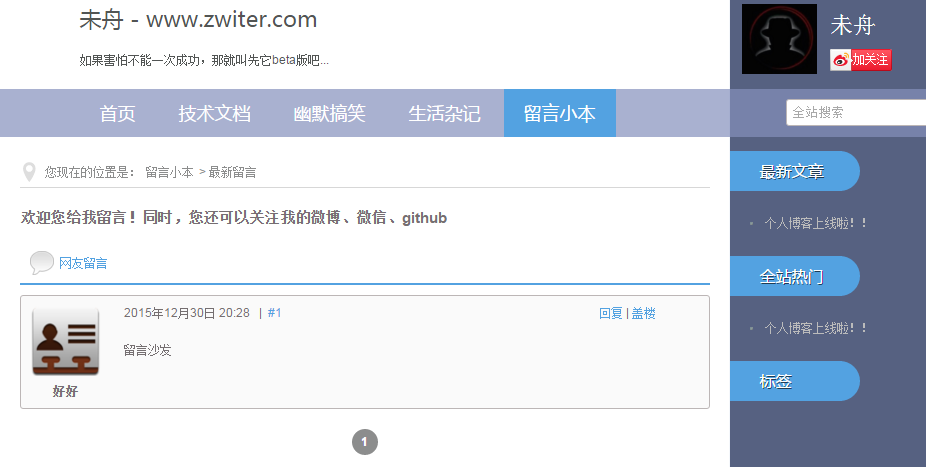 未舟 - www.zwiter.com
如果害怕不能一次成功，那就叫先它beta版吧...
首页 技术文档 幽默搞笑 生活杂记 留言小本
您现在的位置是： 留言小本 > 最新留言
欢迎您给我留言！同时，您还可以关注我的微博、微信、github
网友留言
2015年12月30日 20:28 | #1 回复 | 盖楼
留言沙发
好好
1
未舟
加关注
全站搜索
最新文章
个人博客上线啦！！
全站热门
个人博客上线啦！！
标签